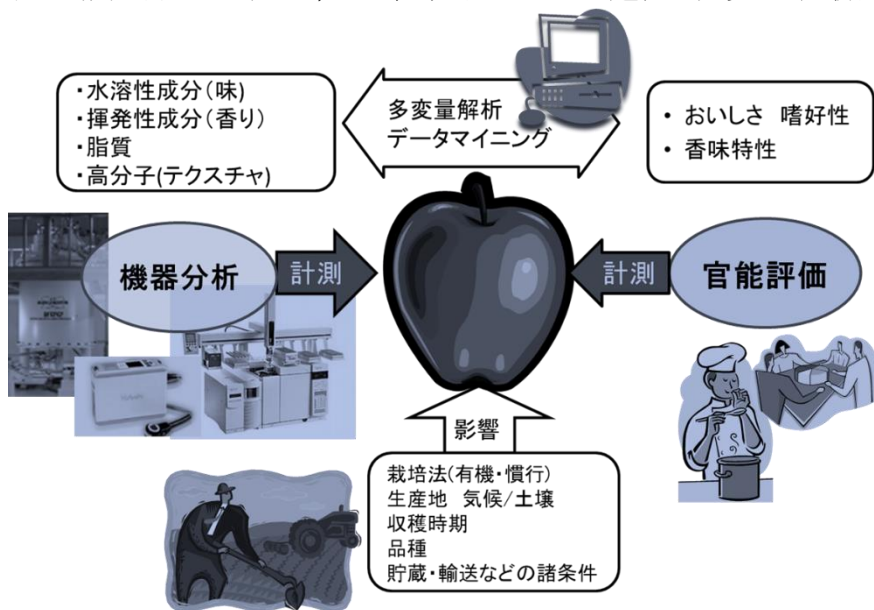 ・水溶性成分(味)
・揮発性成分(香り)
・脂質
・高分子(テクスチャ)
多変量解析
データマイニング
• おいしさ 嗜好性
• 香味特性
機器分析
計測
計測
官能評価
影響
栽培法(有機・慣行)
生産地 気候/土壌
収穫時期
品種
貯蔵・輸送などの諸条件